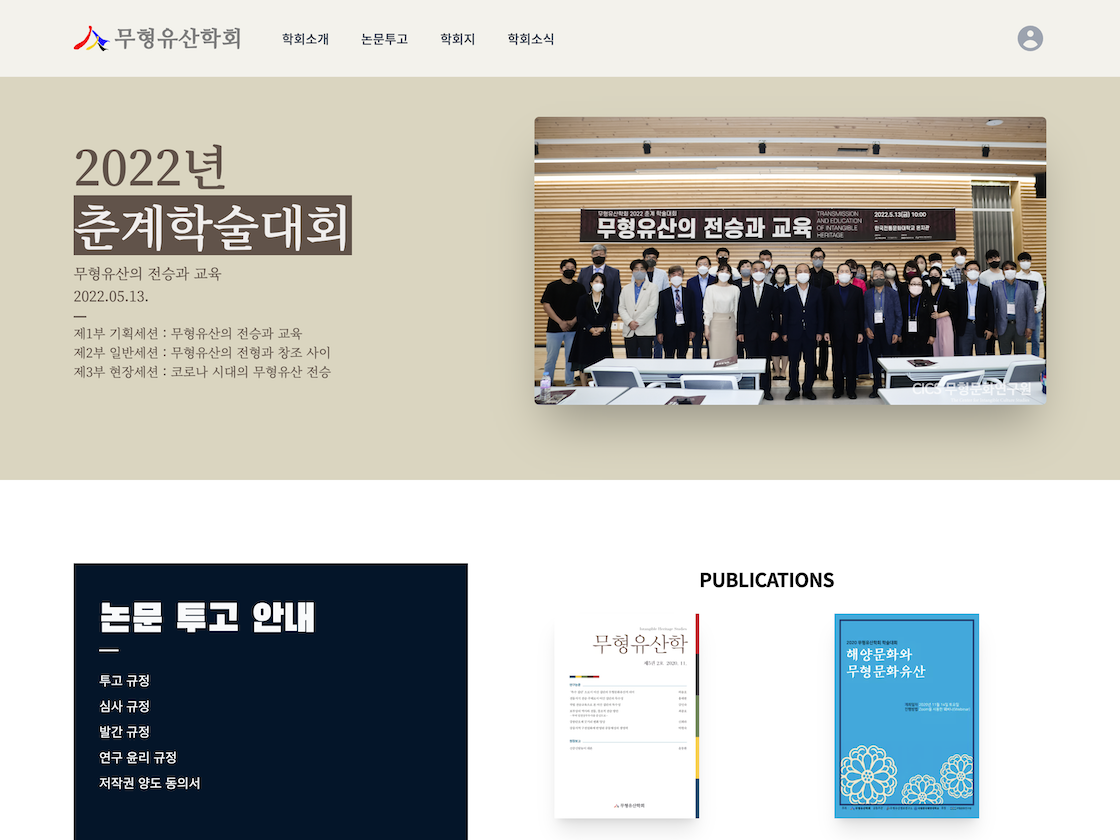 무형유산학회
학회소개 논문투고 학회지 학회소식
2022년
춘계학술대회
무형유산의 전승과 교육
2022.05.13.
제1부 기획세션 : 무형유산의 전승과 교육
제2부 일반세션 : 무형유산의 전형과 창조 사이
제3부 현장세션 : 코로나 시대의 무형유산 전승
무형유산학회 2022 춘계 학술대회
무형유산의 전승과 교육
TRANSMISSION
AND EDUCATION
OF INTANGIBLE
HERITAGE
2022.5.13(금) 10:00
한국전통문화대학교 온지관
CICS 무형문화연구원
논문 투고 안내
투고 규정
심사 규정
발간 규정
연구 윤리 규정
저작권 양도 동의서
PUBLICATIONS
Intangible Heritage Studies
무형유산학
제5권 2호 2020. 11.
무형유산학회
2020 무형유산학회 학술대회
해양문화와
무형문화유산